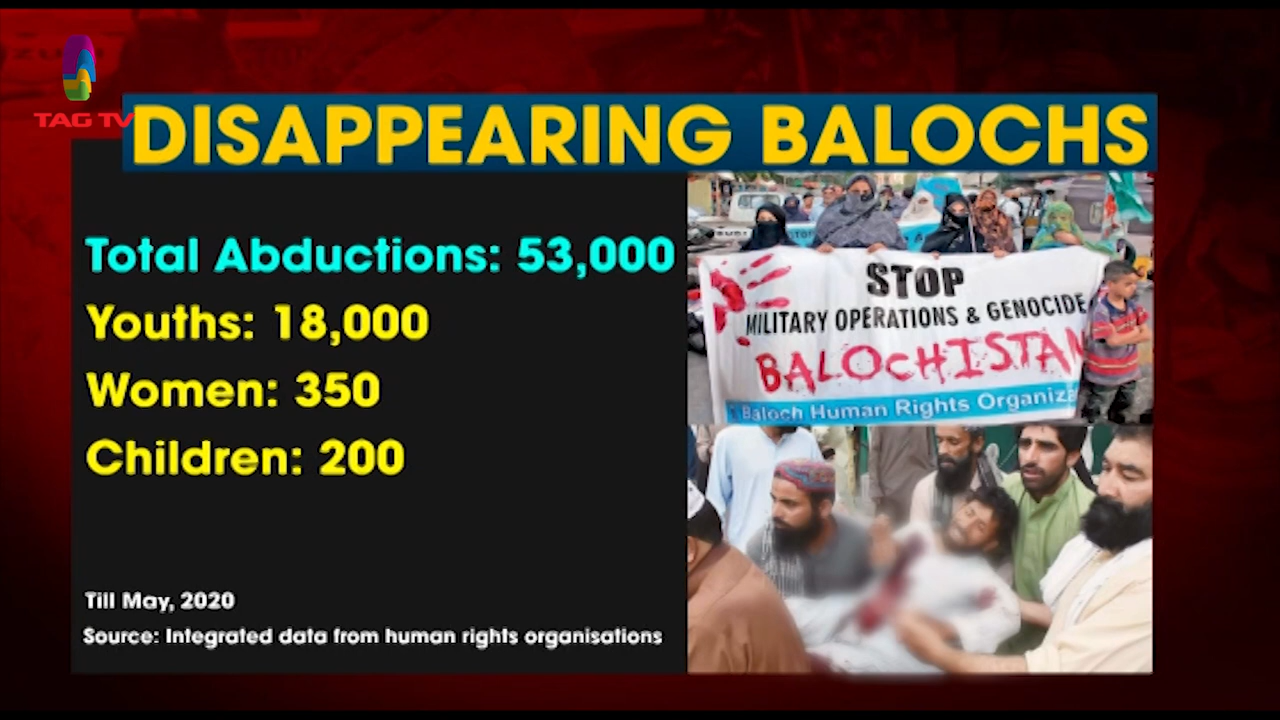 TAG TV
DISAPPEARING BALOCHS
Total Abductions: 53,000
Youths: 18,000
Women: 350
Children: 200
Till May, 2020
Source: Integrated data from human rights organisations
STOP
MILITARY OPERATIONS & GENOCIDE
BALOCHISTAN
Baloch Human Rights Organiza